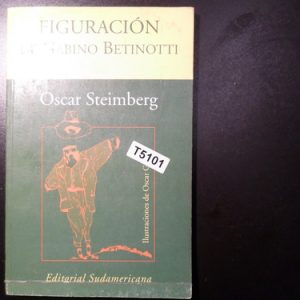 FIGURACIÓN
DE GABINO BETINOTTI
Oscar Steimberg
T5101
Ilustraciones de Oscar
Editorial Sudamericana